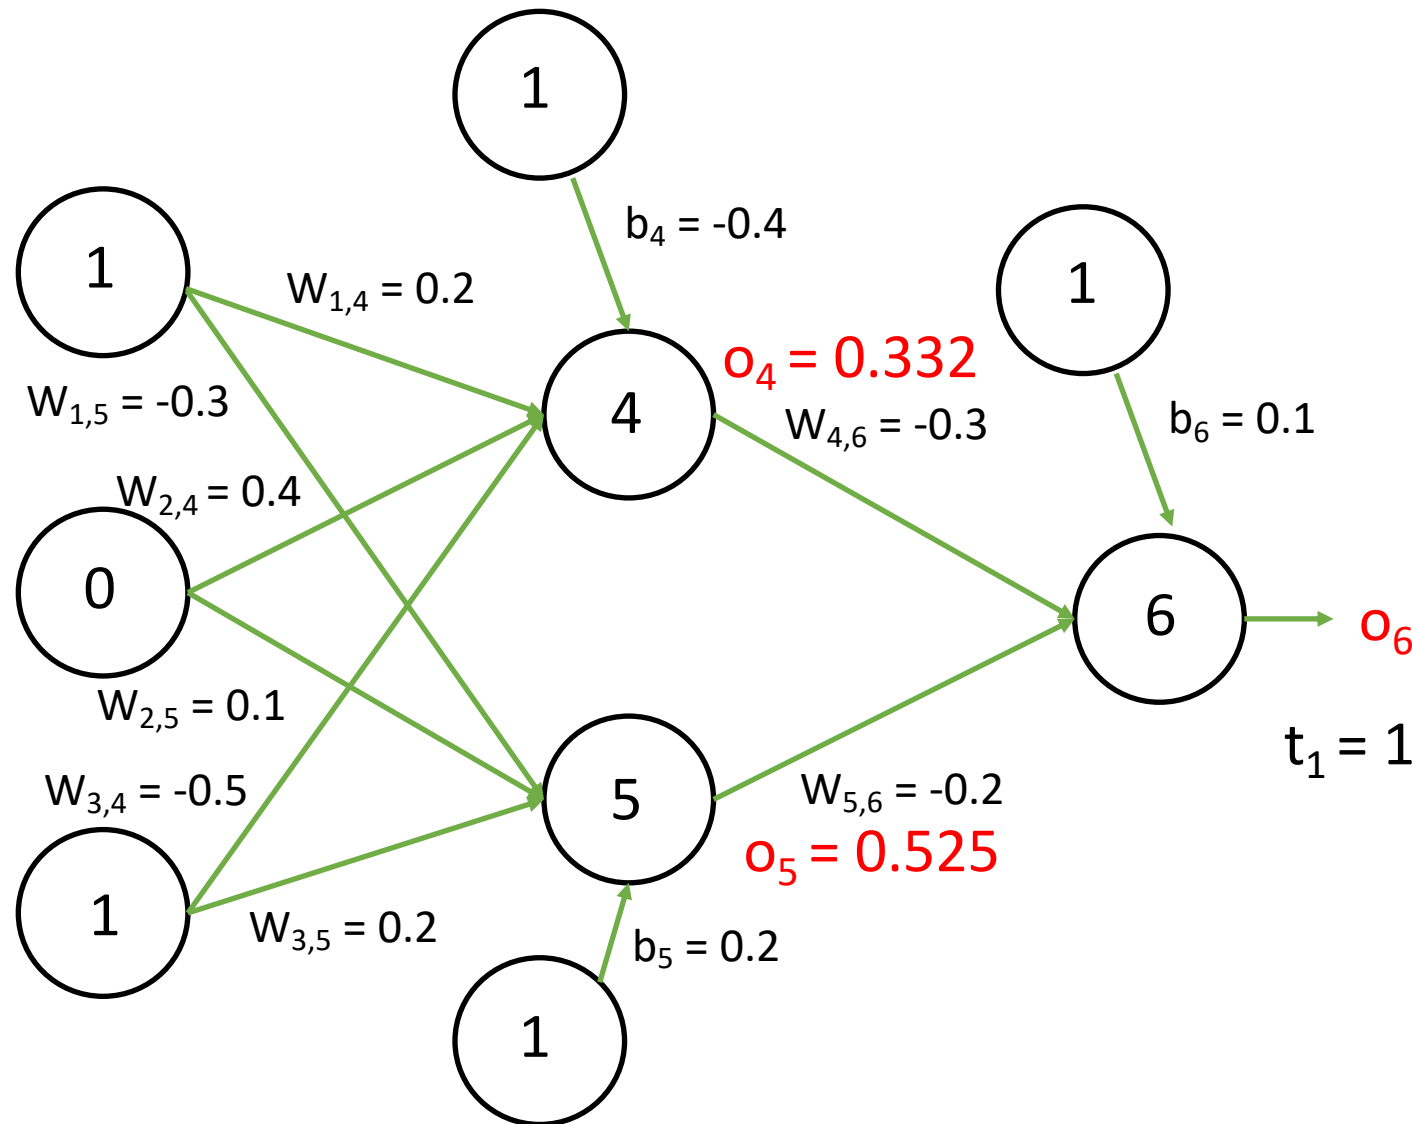 1
b4 = -0.4
1
1
W1,4 = 0.2
o4 = 0.332
W1,5 = -0.3
4
W4,6 = -0.3
b6 = 0.1
W2,4 = 0.4
0
6
o6
W2,5 = 0.1
t1 = 1
W3,4 = -0.5
5
W5,6 = -0.2
o5 = 0.525
1
W3,5 = 0.2
b5 = 0.2
1